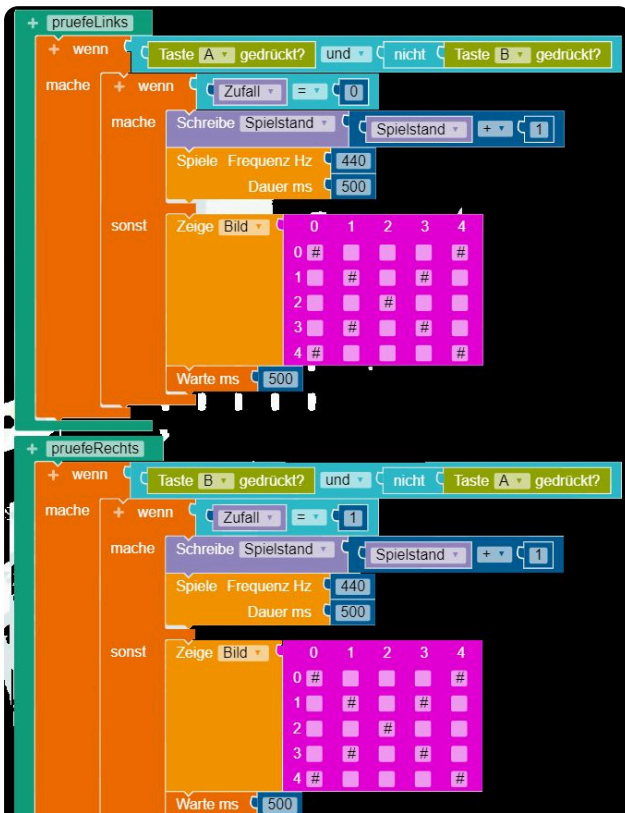 + pruefeLinks
+ wenn Taste A gedrückt? und nicht Taste B gedrückt?
mache + wenn Zufall = 0
mache Schreibe Spielstand Spielstand + 1
Spiele Frequenz Hz 440
Dauer ms 500
sonst Zeige Bild 0 1 2 3 4
0 # #
1 # #
2 #
3 # #
4 # #
Warte ms 500
+ pruefeRechts
+ wenn Taste B gedrückt? und nicht Taste A gedrückt?
mache + wenn Zufall = 1
mache Schreibe Spielstand Spielstand + 1
Spiele Frequenz Hz 440
Dauer ms 500
sonst Zeige Bild 0 1 2 3 4
0 # #
1 # #
2 #
3 # #
4 # #
Warte ms 500